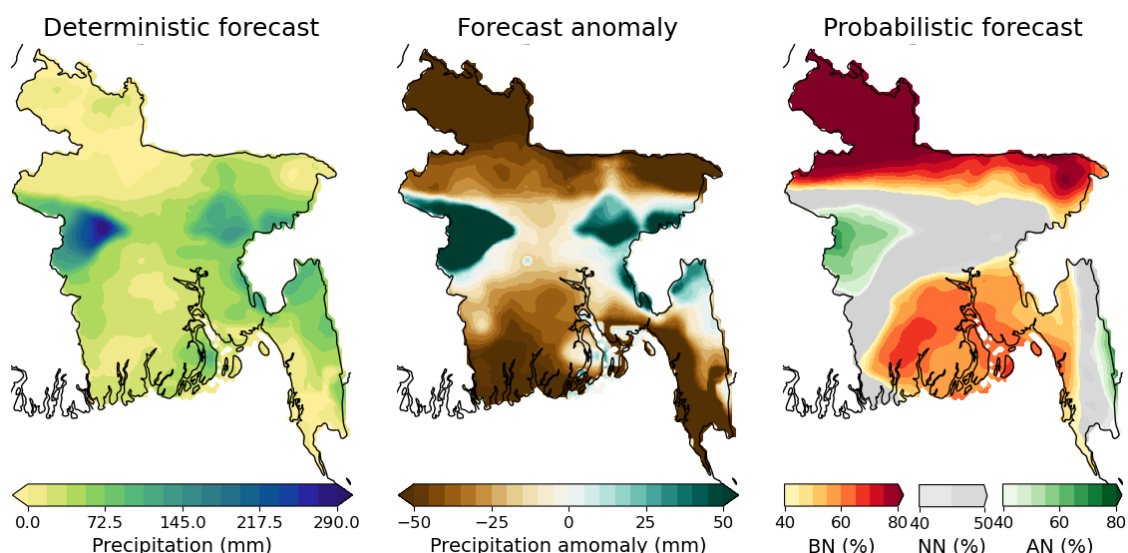 Deterministic forecast
Forecast anomaly
Probabilistic forecast
0.0 72.5 145.0 217.5 290.0
Precipitation (mm)
−50 −25 0 25 50
Precipitation amomaly (mm)
40 60 80
BN (%)
40 50
NN (%)
40 60 80
AN (%)